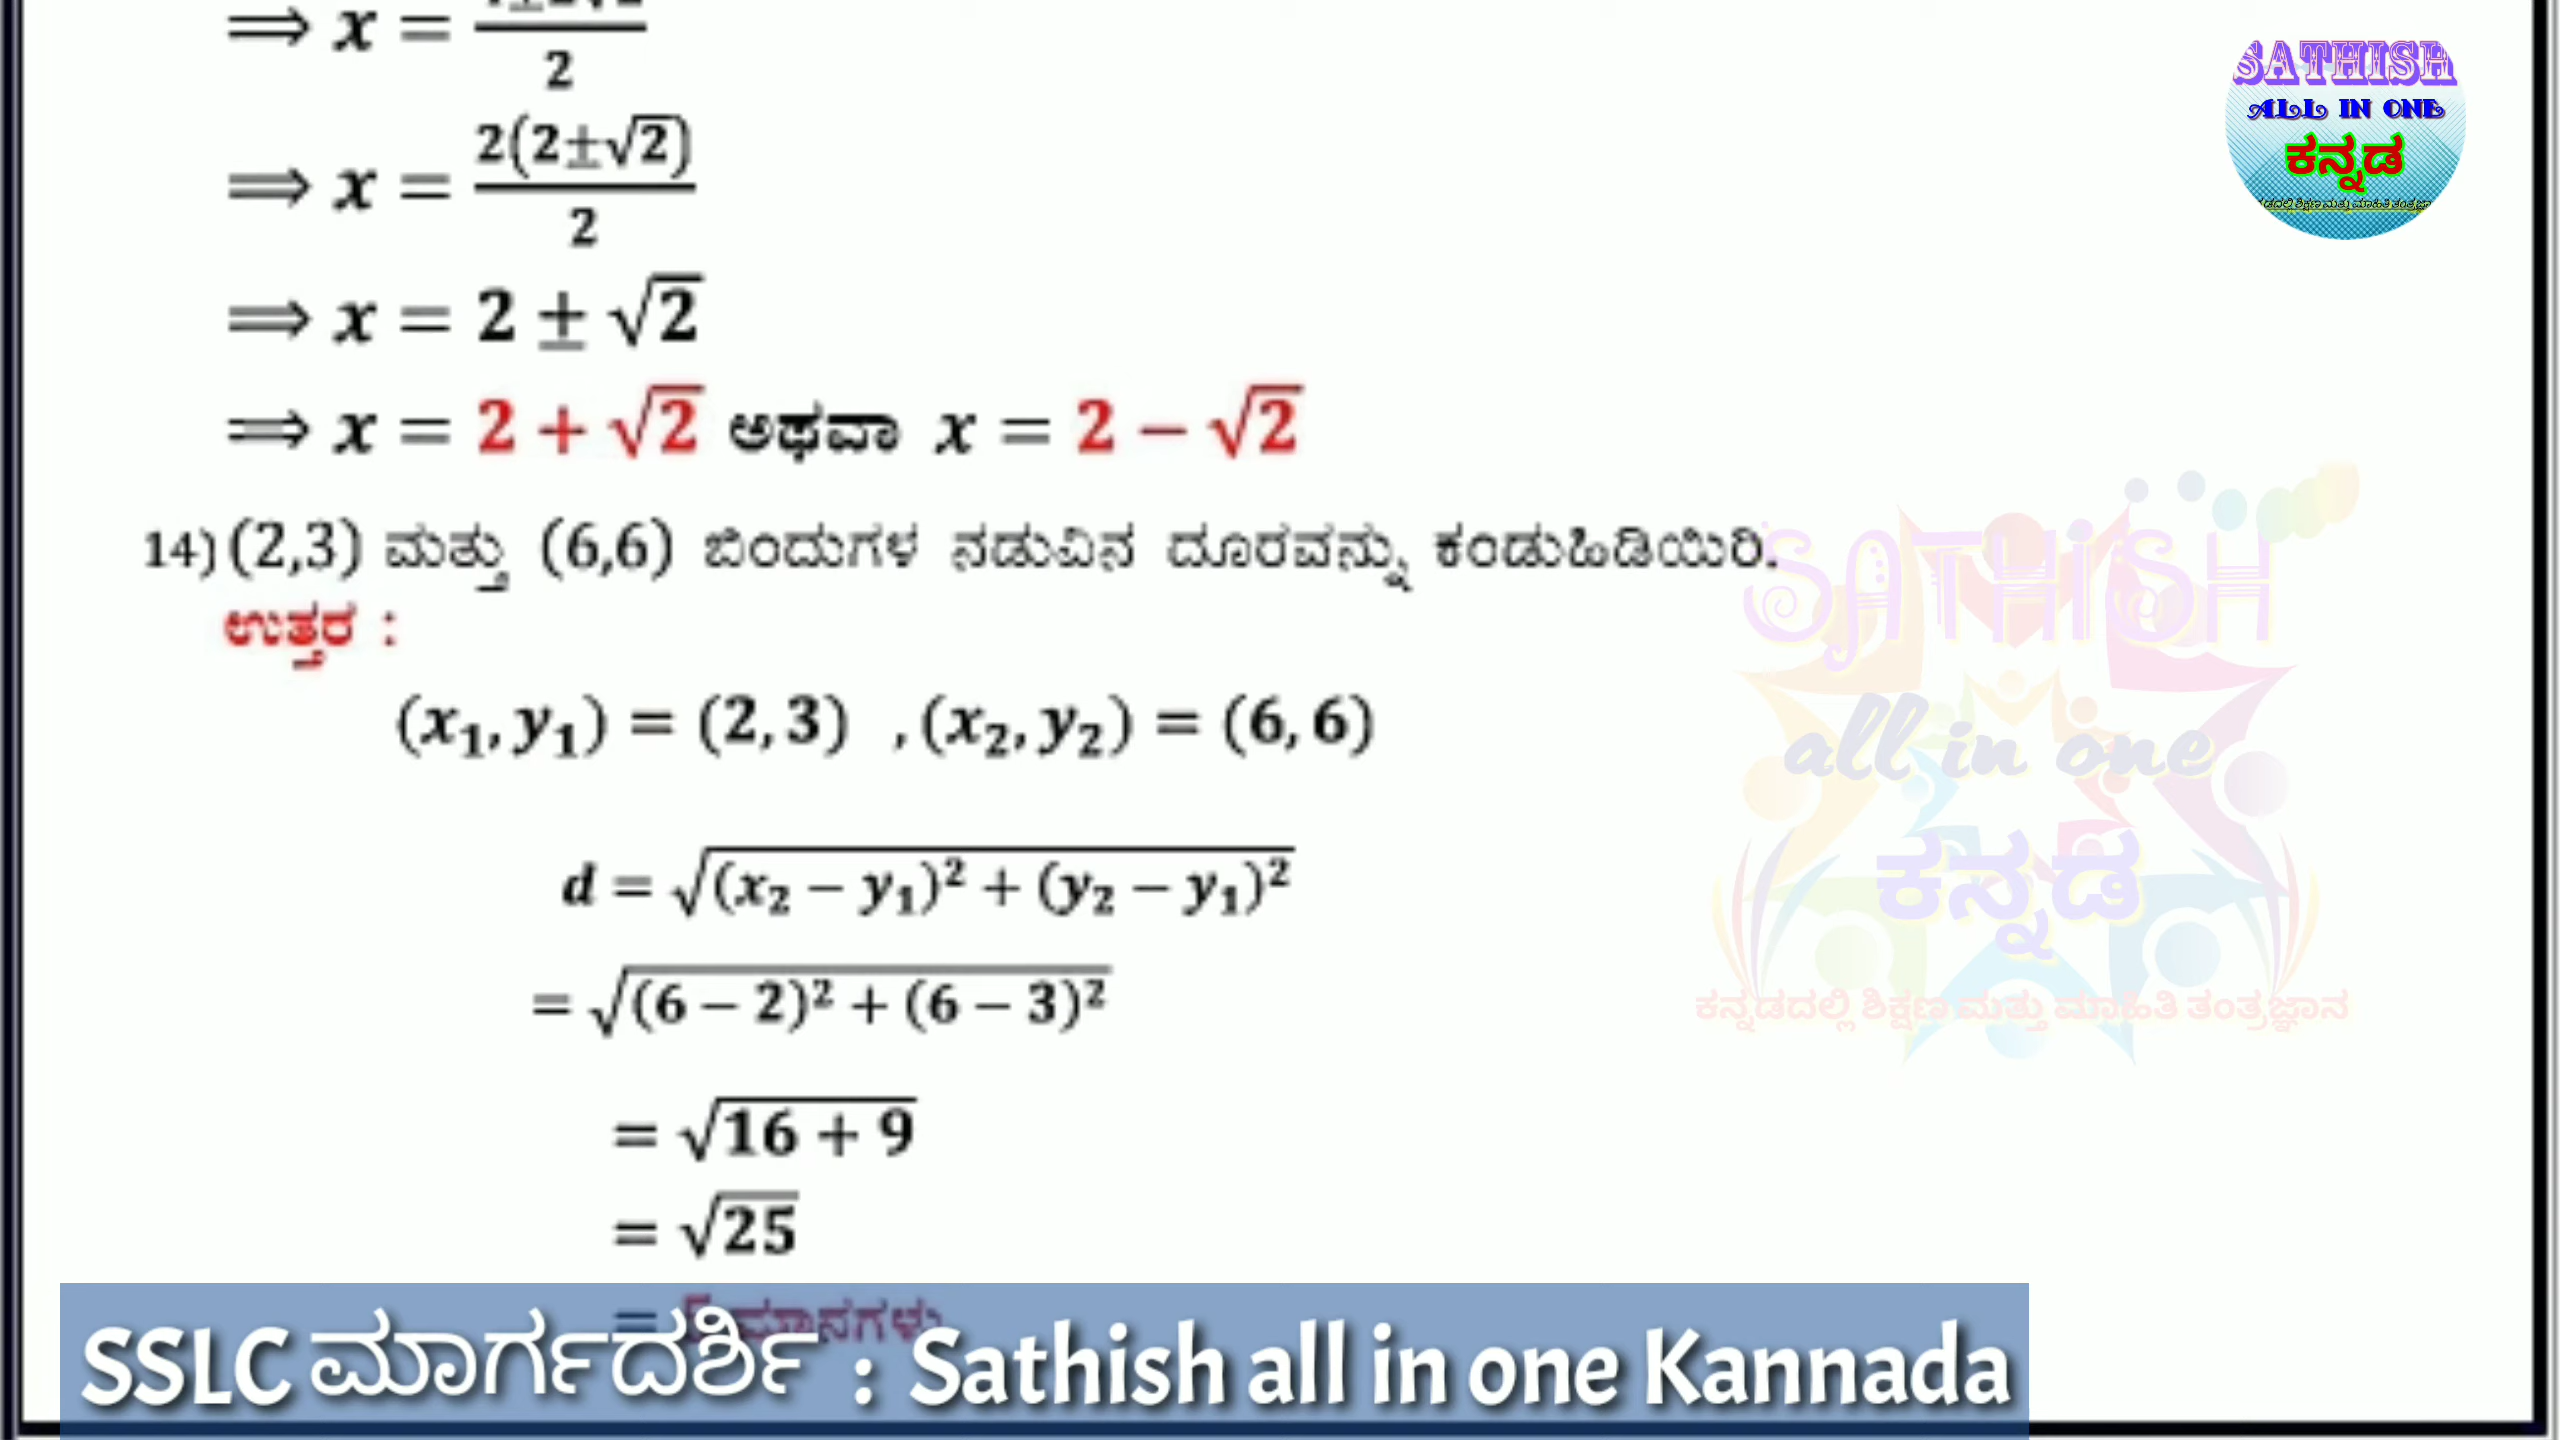 ⟹ x = 2
⟹ x = 2(2±√2) / 2
⟹ x = 2 ± √2
⟹ x = 2 + √2 ಅಥವಾ x = 2 − √2
14) (2,3) ಮತ್ತು (6,6) ಬಿಂದುಗಳ ನಡುವಿನ ದೂರವನ್ನು ಕಂಡುಹಿಡಿಯಿರಿ.
ಉತ್ತರ :
(x₁, y₁) = (2, 3) , (x₂, y₂) = (6, 6)
d = √(x₂ − y₁)² + (y₂ − y₁)²
= √(6 − 2)² + (6 − 3)²
= √16 + 9
= √25
= 5 ಮಾನಗಳು
SSLC ಮಾರ್ಗದರ್ಶಿ : Sathish all in one Kannada
SATHISH
ALL IN ONE
ಕನ್ನಡ
SATHISH
all in one
ಕನ್ನಡ
ಕನ್ನಡದಲ್ಲಿ ಶಿಕ್ಷಣ ಮತ್ತು ಮಾಹಿತಿ ತಂತ್ರಜ್ಞಾನ